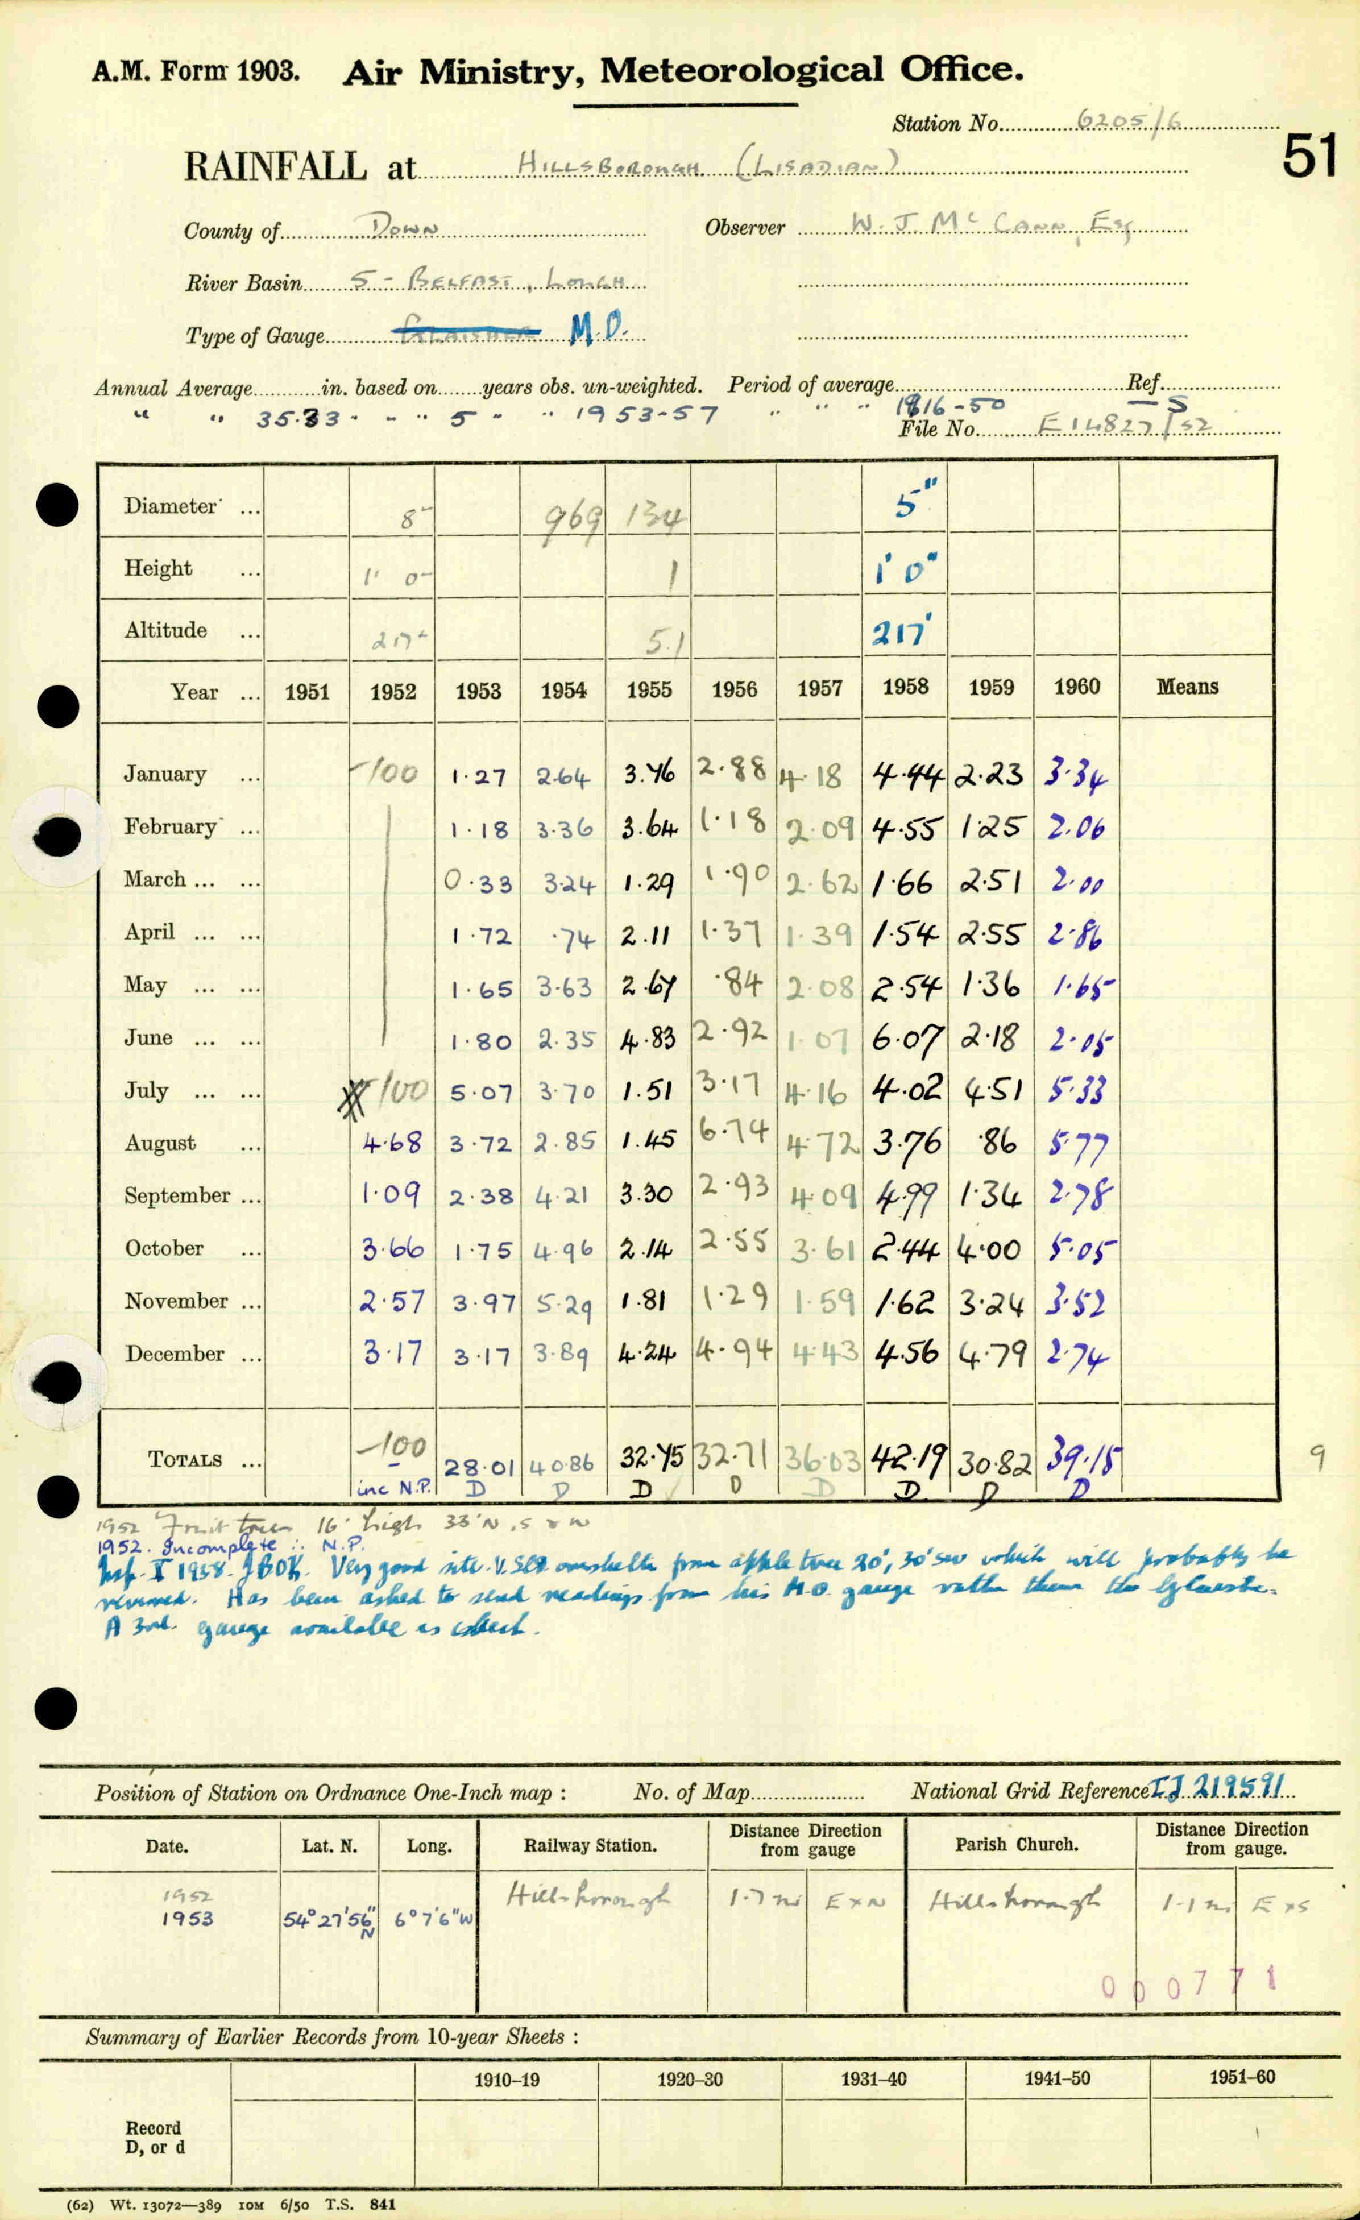 A.M. Form 1903. Air Ministry, Meteorological Office.
Station No. 6205/6
51
RAINFALL at HILLSBOROUGH (LISADIAN)
County of DOWN Observer W. J. McCANN, Esq
River Basin 5 - BELFAST, LOUGH
Type of Gauge GLAISHER M.O.
Annual Average in. based on years obs. un-weighted. Period of average Ref.
" " 35.33 " " 5 " " 1953-57 " " " 1916-50 S
File No. E14827/52
Diameter ... 8" 969 134 5"
Height ... 1' 0" 1 1' 0"
Altitude ... 217' 51 217'
Year ... 1951 1952 1953 1954 1955 1956 1957 1958 1959 1960 Means
January ... -100 1.27 2.64 3.76 2.88 4.18 4.44 2.23 3.34
February ... 1.18 3.36 3.64 1.18 2.09 4.55 1.25 2.06
March ... ... 0.33 3.24 1.29 1.90 2.62 1.66 2.51 2.00
April ... ... 1.72 .74 2.11 1.37 1.39 1.54 2.55 2.86
May ... ... 1.65 3.63 2.67 .84 2.08 2.54 1.36 1.65
June ... ... 1.80 2.35 4.83 2.92 1.07 6.07 2.18 2.05
July ... ... -100 5.07 3.70 1.51 3.17 4.16 4.02 4.51 5.33
August ... 4.68 3.72 2.85 1.45 6.74 4.72 3.76 .86 5.77
September ... 1.09 2.38 4.21 3.30 2.93 4.09 4.99 1.34 2.78
October ... 3.66 1.75 4.96 2.14 2.55 3.61 2.44 4.00 5.05
November ... 2.57 3.97 5.29 1.81 1.29 1.59 1.62 3.24 3.52
December ... 3.17 3.17 3.89 4.24 4.94 4.43 4.56 4.79 2.74
TOTALS ... -100 28.01 40.86 32.75 32.71 36.03 42.19 30.82 39.15 9
inc N.P. D D D D D D D D
1952 Fruit trees 16' high 33' N, S & W
1952. Incomplete ∴ N.P.
Insp. X 1958. Very good site. V. Slt overshelter from apple tree 20', 30' SW which will probably be
removed. Has been asked to send readings from his M.O. gauge rather than the Glaisher.
A 3rd. gauge available as check.
Position of Station on Ordnance One-Inch map : No. of Map National Grid Reference IJ 219591
Date. Lat. N. Long. Railway Station. Distance from gauge Direction Parish Church. Distance from gauge. Direction
1952 Hillsborough 1.7 mi E x N Hillsborough 1.1 mi E x S
1953 54° 27' 56" N 6° 7' 6" W
000771
Summary of Earlier Records from 10-year Sheets :
1910–19 1920–30 1931–40 1941–50 1951–60
Record
D, or d
(62) Wt. 13072—389 10M 6/50 T.S. 841